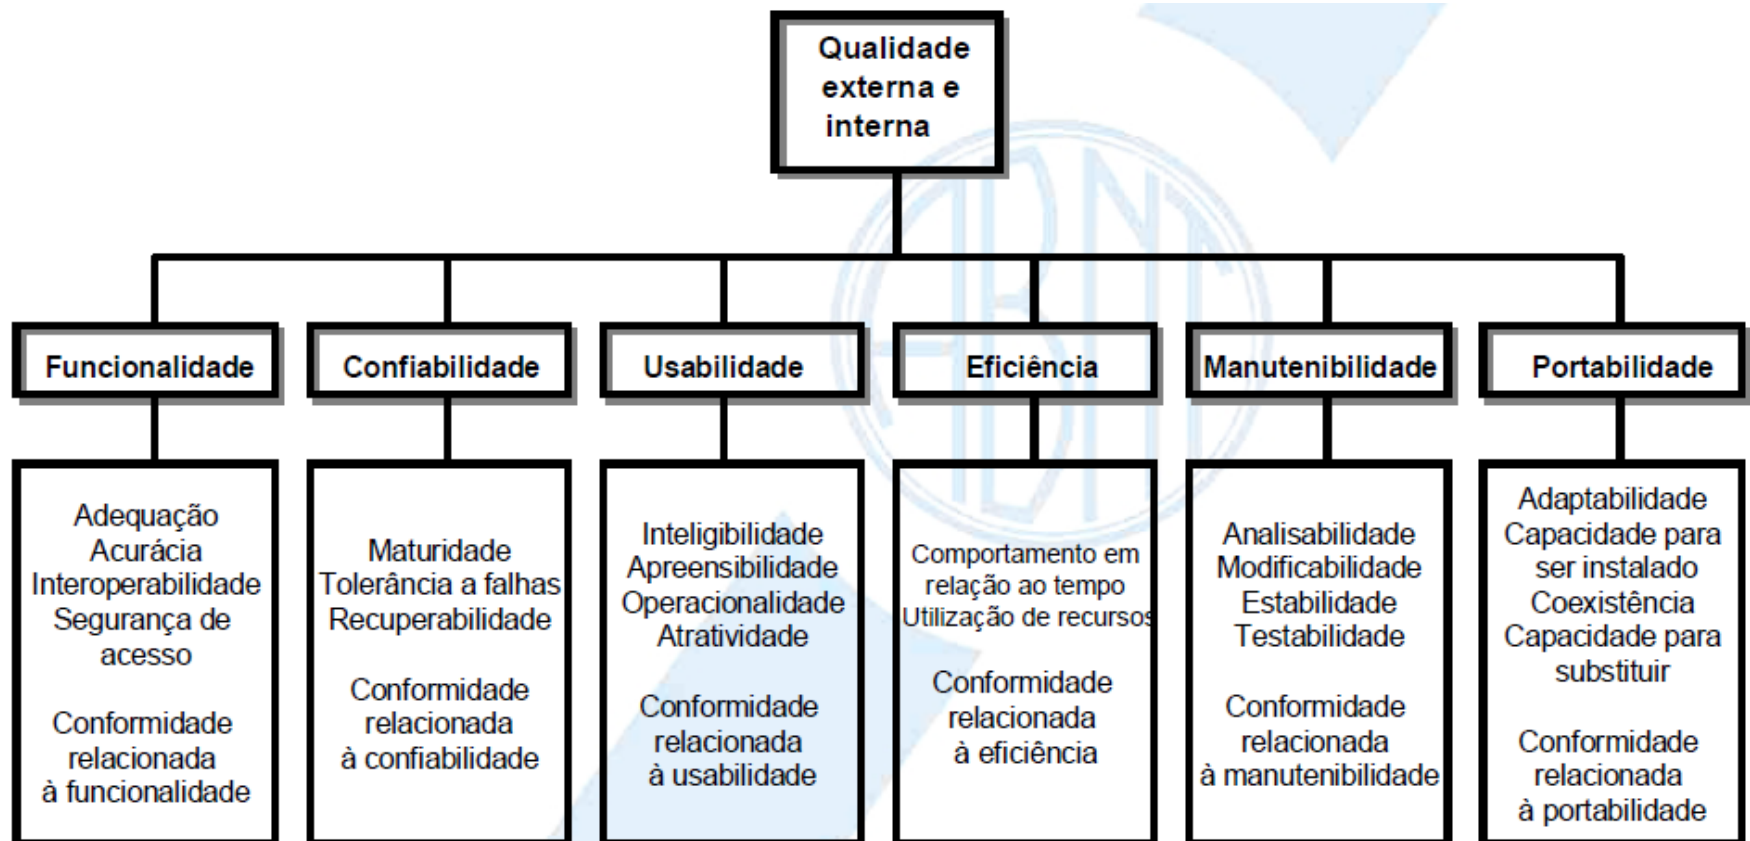 Qualidade
externa e
interna
Funcionalidade
Confiabilidade
Usabilidade
Eficiência
Manutenibilidade
Portabilidade
Adequação
Acurácia
Interoperabilidade
Segurança de
acesso
Conformidade
relacionada
à funcionalidade
Maturidade
Tolerância a falhas
Recuperabilidade
Conformidade
relacionada
à confiabilidade
Inteligibilidade
Apreensibilidade
Operacionalidade
Atratividade
Conformidade
relacionada
à usabilidade
Comportamento em
relação ao tempo
Utilização de recursos
Conformidade
relacionada
à eficiência
Analisabilidade
Modificabilidade
Estabilidade
Testabilidade
Conformidade
relacionada
à manutenibilidade
Adaptabilidade
Capacidade para
ser instalado
Coexistência
Capacidade para
substituir
Conformidade
relacionada
à portabilidade
ABNT